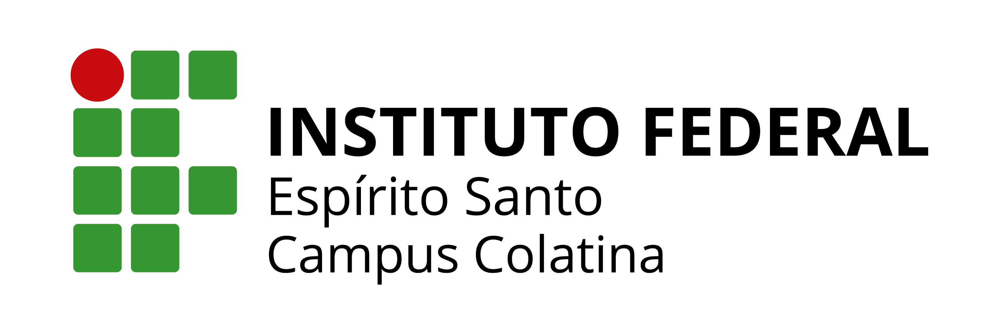 INSTITUTO FEDERAL
Espírito Santo
Campus Colatina